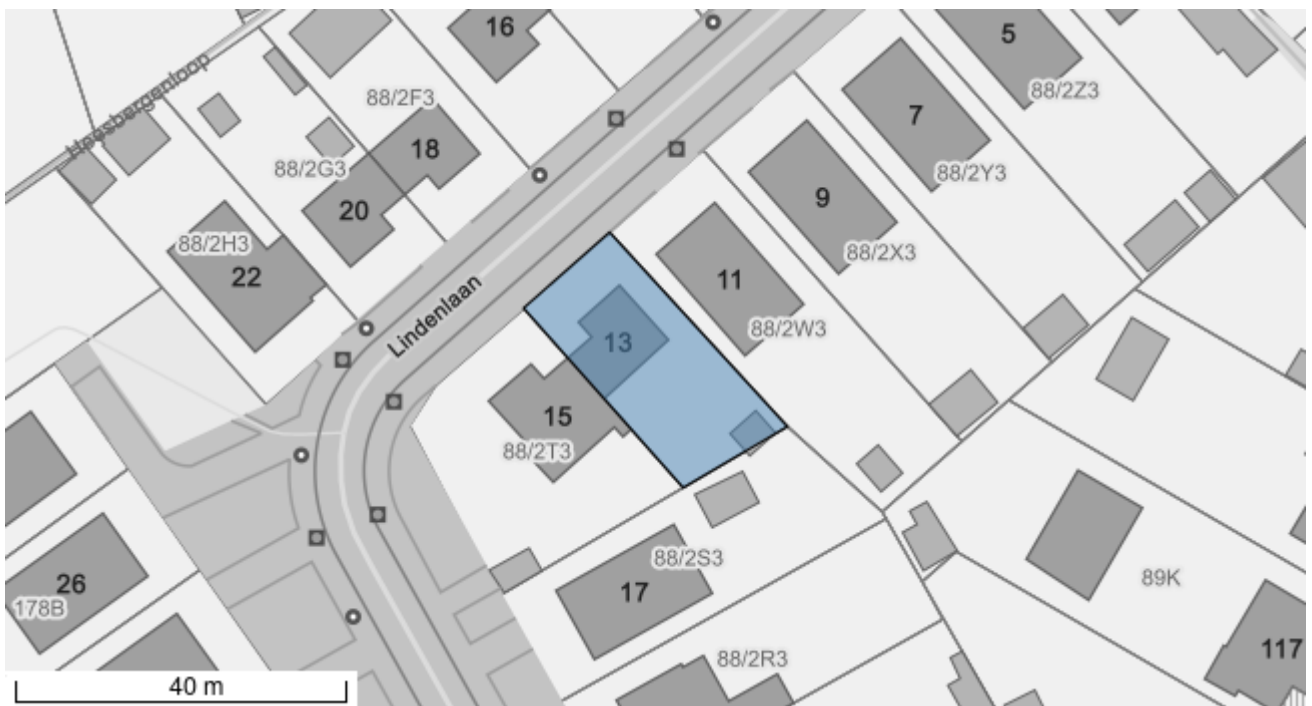 16
5
88/2Z3
88/2F3
Hogsbergenloop
7
18
88/2Y3
88/2G3
9
20
88/2H3
88/2X3
22
11
Lindenlaan
88/2W3
13
15
88/2T3
88/2S3
26
17
89K
178B
117
88/2R3
40 m